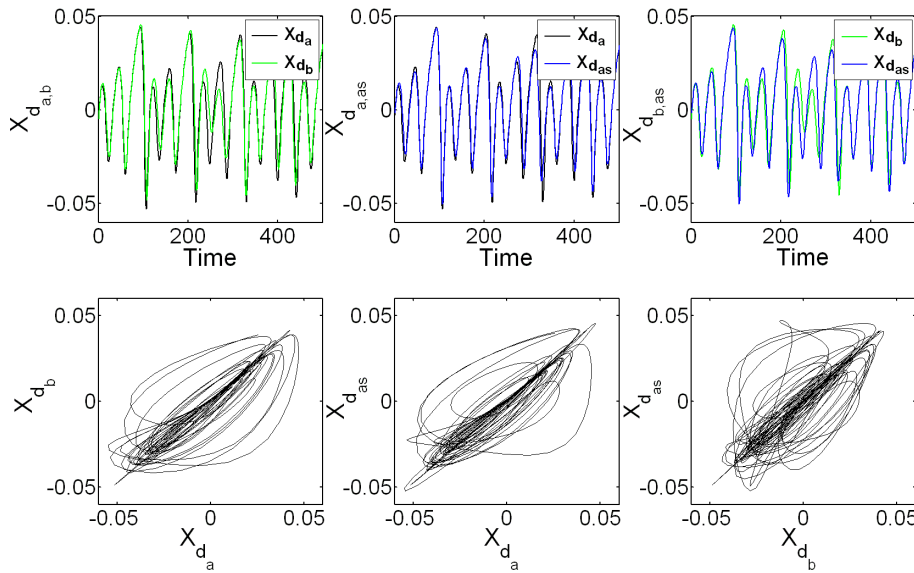 X_{d_{a,b}}
0.05
0
-0.05
X_{d_a}
X_{d_b}
0
200
400
Time
X_{d_{a,as}}
0.05
0
-0.05
X_{d_a}
X_{d_{as}}
0
200
400
Time
X_{d_{b,as}}
0.05
0
-0.05
X_{d_b}
X_{d_{as}}
0
200
400
Time
X_{d_b}
0.05
0
-0.05
-0.05
0
0.05
X_{d_a}
X_{d_{as}}
0.05
0
-0.05
-0.05
0
0.05
X_{d_a}
X_{d_{as}}
0.05
0
-0.05
-0.05
0
0.05
X_{d_b}